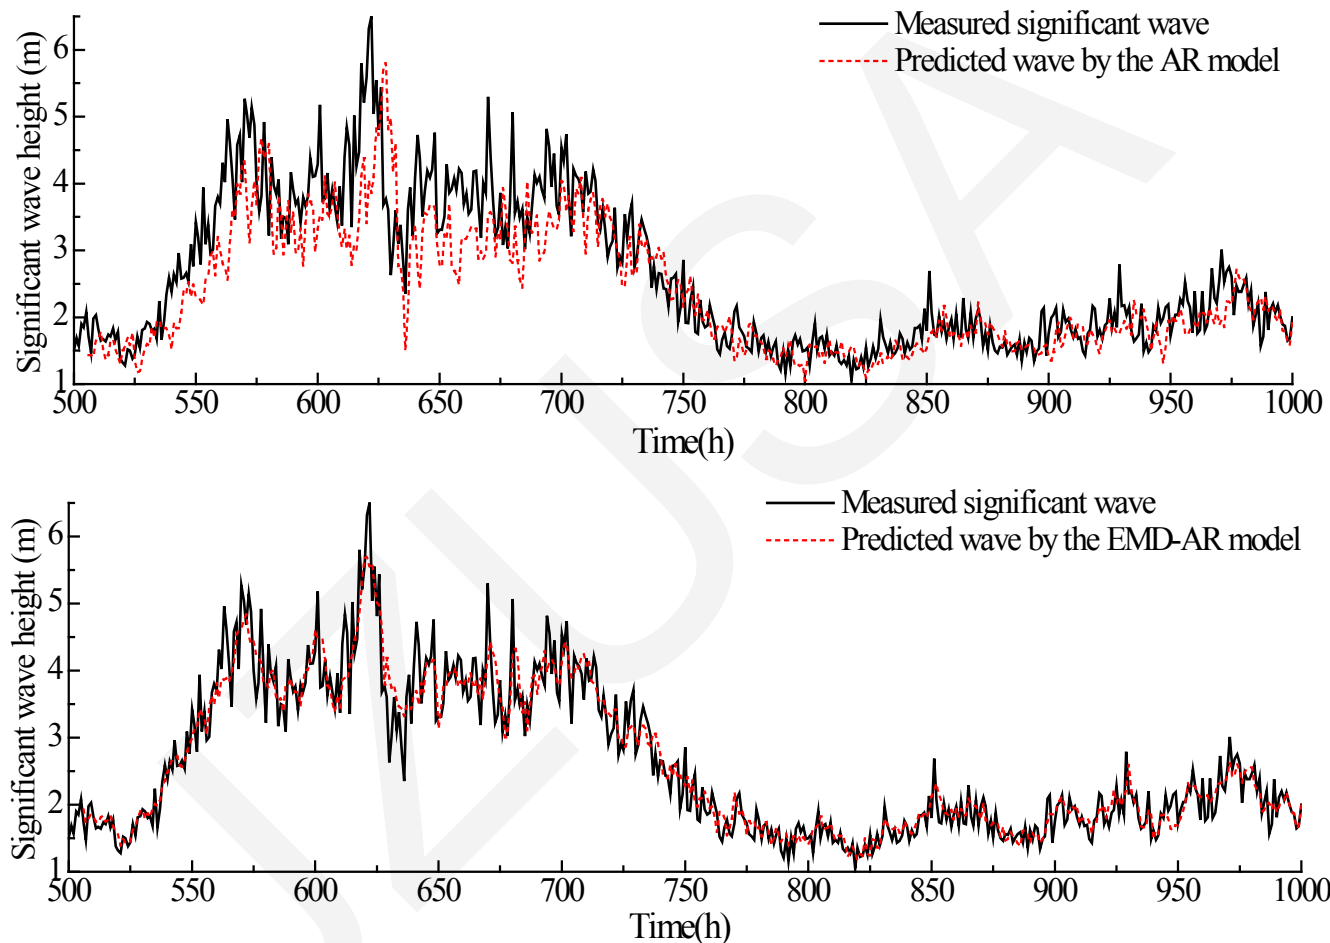 Measured significant wave
Predicted wave by the AR model
Significant wave height (m)
6
5
4
3
2
1
500 550 600 650 700 750 800 850 900 950 1000
Time(h)
Measured significant wave
Predicted wave by the EMD-AR model
Significant wave height (m)
6
5
4
3
2
1
500 550 600 650 700 750 800 850 900 950 1000
Time(h)
JZUSA